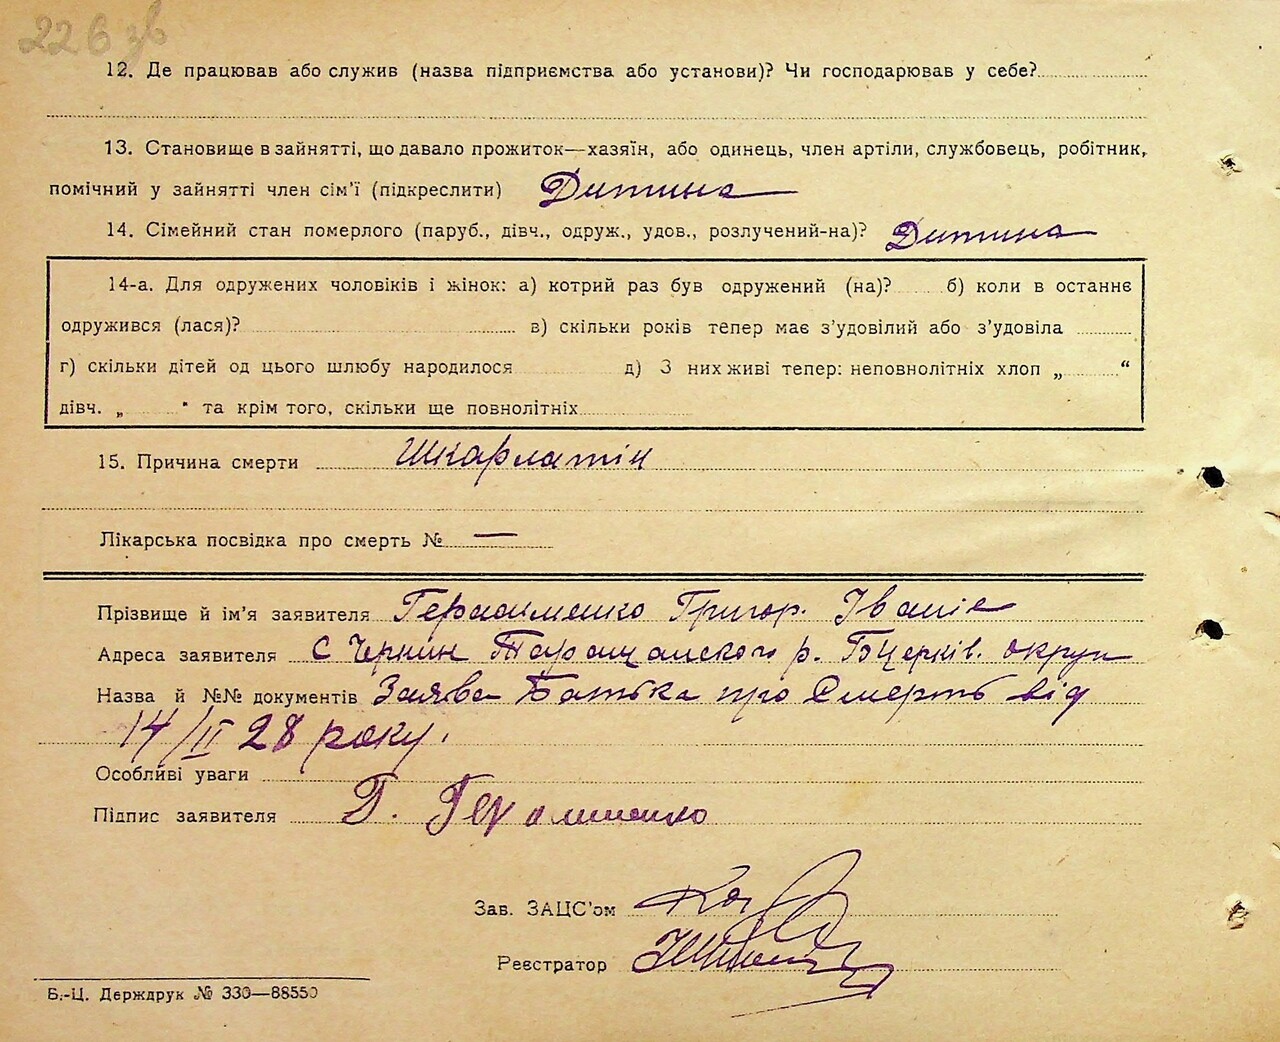 226 зв
12. Де працював або служив (назва підприємства або установи)? Чи господарював у себе?
13. Становище в зайнятті, що давало прожиток—хазяїн, або одинець, член артіли, службовець, робітник,
помічний у зайнятті член сім'ї (підкреслити) Дитина
14. Сімейний стан померлого (паруб., дівч., одруж., удов., розлучений-на)? Дитина
14-а. Для одружених чоловіків і жінок: а) котрий раз був одружений (на)? б) коли в останнє
одружився (лася)? в) скільки років тепер має з'удовілий або з'удовіла
г) скільки дітей од цього шлюбу народилося д) З них живі тепер: неповнолітніх хлоп „ “
дівч. „ “ та крім того, скільки ще повнолітніх
15. Причина смерти Шкарлатін
Лікарська посвідка про смерть № —
Прізвище й ім'я заявителя Герасименко Григор. Іванів
Адреса заявителя С Чернин Таращанского р. Бцерків. округи
Назва й №№ документів Заява Батька про Смерть від
14/II 28 року.
Особливі уваги
Підпис заявителя Г. Герасименко
Зав. ЗАЦС'ом
Реєстратор
Б.-Ц. Держдрук № 330—88550